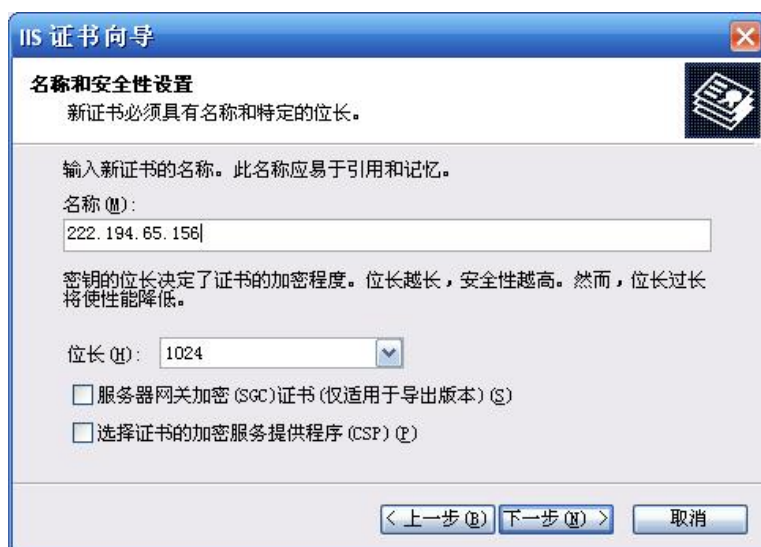 IIS 证书向导
名称和安全性设置
新证书必须具有名称和特定的位长。
输入新证书的名称。此名称应易于引用和记忆。
名称(M):
222.194.65.156
密钥的位长决定了证书的加密程度。位长越长,安全性越高。然而,位长过长
将使性能降低。
位长(H): 1024
服务器网关加密(SGC)证书(仅适用于导出版本)(S)
选择证书的加密服务提供程序(CSP)(P)
< 上一步(B) 下一步(N) > 取消